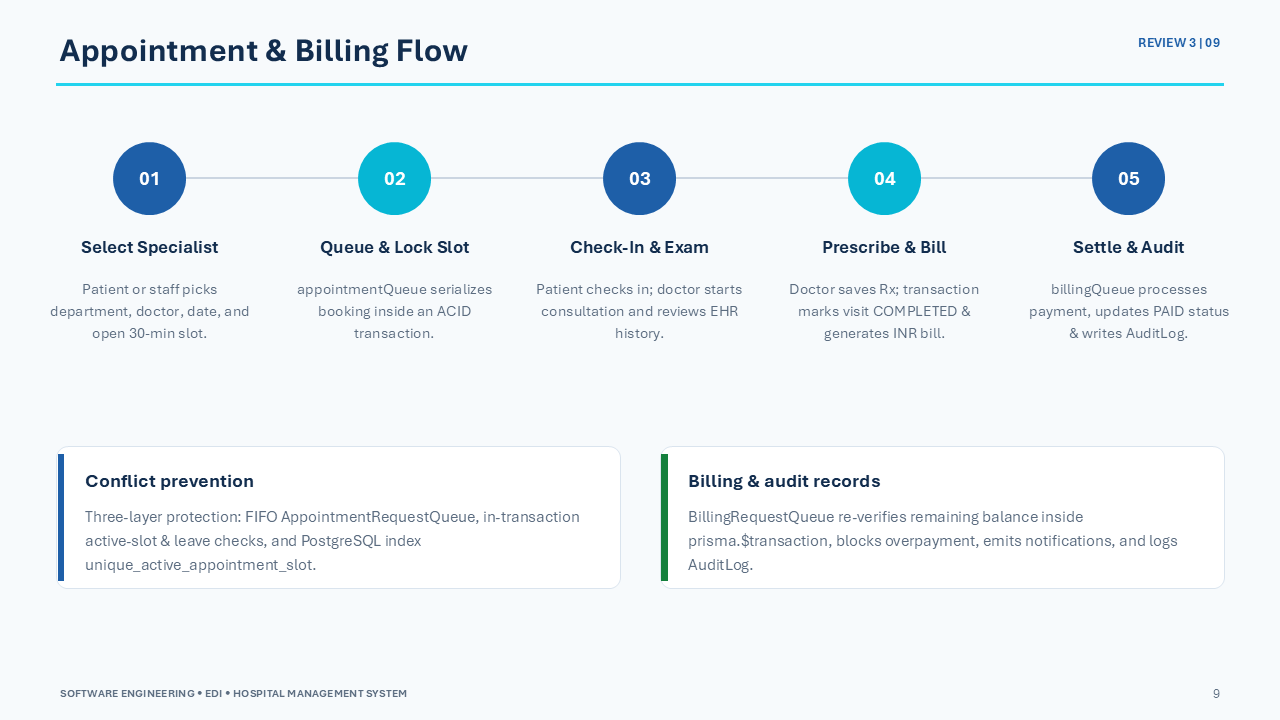 Appointment & Billing Flow
REVIEW 3 | 09
01
02
03
04
05
Select Specialist
Queue & Lock Slot
Check-In & Exam
Prescribe & Bill
Settle & Audit
Patient or staff picks
department, doctor, date, and
open 30-min slot.
appointmentQueue serializes
booking inside an ACID
transaction.
Patient checks in; doctor starts
consultation and reviews EHR
history.
Doctor saves Rx; transaction
marks visit COMPLETED &
generates INR bill.
billingQueue processes
payment, updates PAID status
& writes AuditLog.
Conflict prevention
Three-layer protection: FIFO AppointmentRequestQueue, in-transaction
active-slot & leave checks, and PostgreSQL index
unique_active_appointment_slot.
Billing & audit records
BillingRequestQueue re-verifies remaining balance inside
prisma.$transaction, blocks overpayment, emits notifications, and logs
AuditLog.
SOFTWARE ENGINEERING • EDI • HOSPITAL MANAGEMENT SYSTEM
9